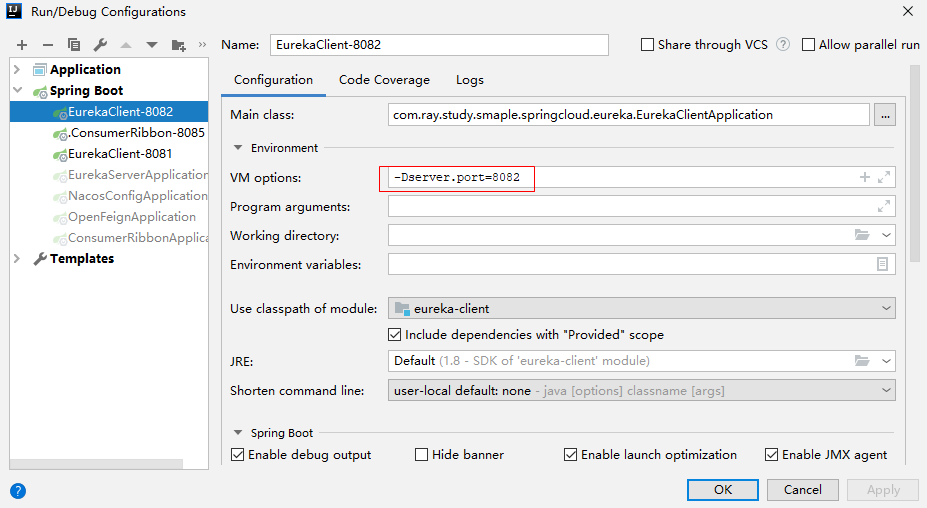 Run/Debug Configurations
Name: EurekaClient-8082
Share through VCS
Allow parallel run
Application
Spring Boot
EurekaClient-8082
.ConsumerRibbon-8085
EurekaClient-8081
EurekaServerApplication
NacosConfigApplication
OpenFeignApplication
ConsumerRibbonApplica
Templates
Configuration Code Coverage Logs
Main class: com.ray.study.smaple.springcloud.eureka.EurekaClientApplication ...
Environment
VM options: -Dserver.port=8082
Program arguments:
Working directory:
Environment variables:
Use classpath of module: eureka-client
Include dependencies with "Provided" scope
JRE: Default (1.8 - SDK of 'eureka-client' module)
Shorten command line: user-local default: none - java [options] classname [args]
Spring Boot
Enable debug output Hide banner Enable launch optimization Enable JMX agent
? OK Cancel Apply